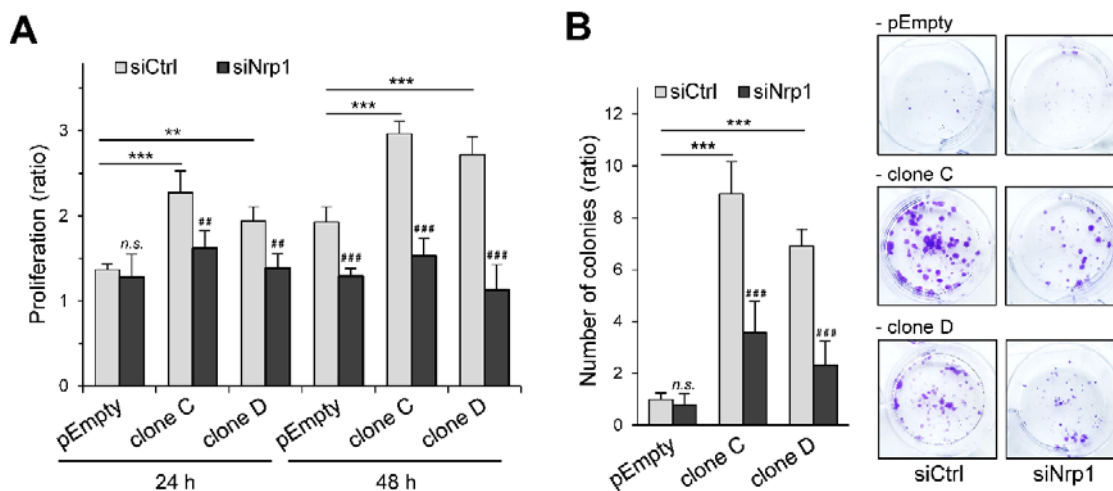 A
siCtrl siNrp1
Proliferation (ratio)
3
2
1
0
***
**
***
***
n.s.
##
##
###
###
###
pEmpty clone C clone D pEmpty clone C clone D
24 h 48 h
B
siCtrl siNrp1
Number of colonies (ratio)
12
10
8
6
4
2
0
***
***
n.s.
###
###
pEmpty clone C clone D
- pEmpty
- clone C
- clone D
siCtrl siNrp1